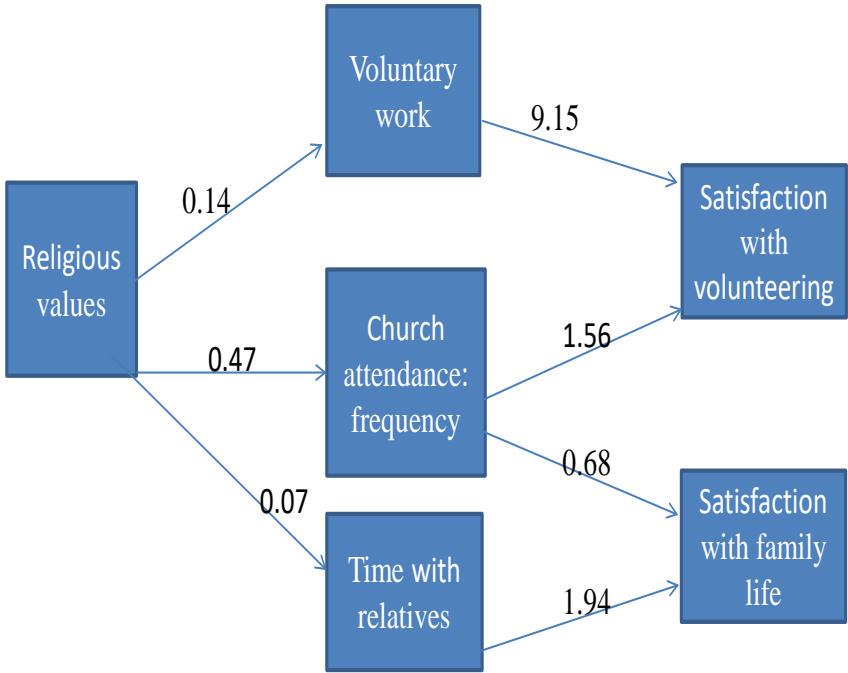 Voluntary
work
9.15
0.14
Satisfaction
with
volunteering
Religious
values
Church
attendance:
frequency
0.47
1.56
0.68
0.07
Satisfaction
with family
life
Time with
relatives
1.94